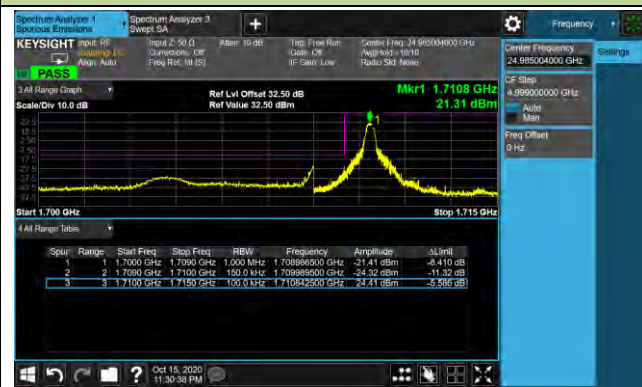 Spectrum Analyzer 1
Spurious Emissions
Spectrum Analyzer 3
Swept SA
+
Frequency
KEYSIGHT
Input: RF
Coupling: DC
Align: Auto
Input Z: 50 Ω
Corrections: Off
Freq Ref: Int (S)
Atten: 10 dB
Trig: Free Run
Gate: Off
IF Gain: Low
Center Freq: 24.985004000 GHz
Avg|Hold:>10/10
Radio Std: None
PASS
3 All Range Graph
Scale/Div 10.0 dB
Ref Lvl Offset 32.50 dB
Ref Value 32.50 dBm
Mkr1 1.7108 GHz
21.31 dBm
1
Start 1.700 GHz
Stop 1.715 GHz
4 All Range Table
Spur Range Start Freq Stop Freq RBW Frequency Amplitude ΔLimit
1 1 1.7000 GHz 1.7090 GHz 1.000 MHz 1.708986500 GHz -21.41 dBm -8.410 dB
2 2 1.7090 GHz 1.7100 GHz 150.0 kHz 1.709989500 GHz -24.32 dBm -11.32 dB
3 3 1.7100 GHz 1.7150 GHz 100.0 kHz 1.710842500 GHz 24.41 dBm -5.586 dB
Center Frequency
24.985004000 GHz
Settings
CF Step
4.999000000 GHz
Auto
Man
Freq Offset
0 Hz
?
Oct 15, 2020
11:30:38 PM